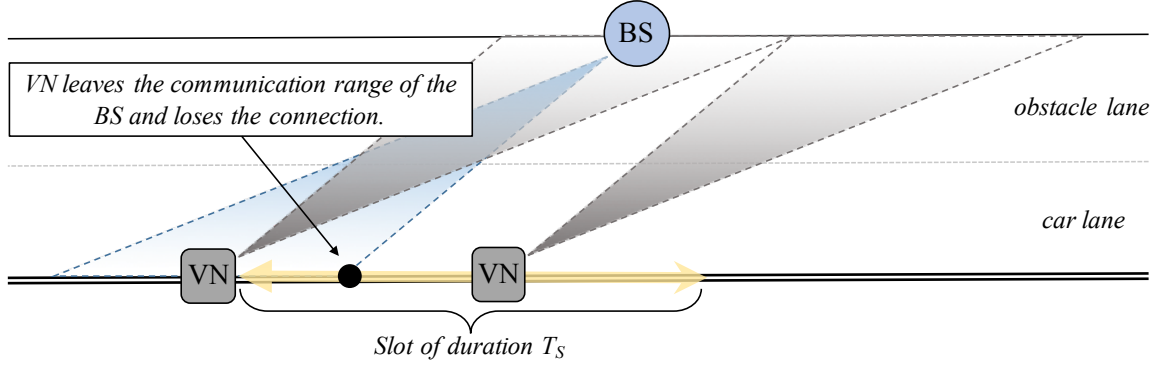 BS
VN leaves the communication range of the
BS and loses the connection.
obstacle lane
car lane
VN
VN
Slot of duration T_S